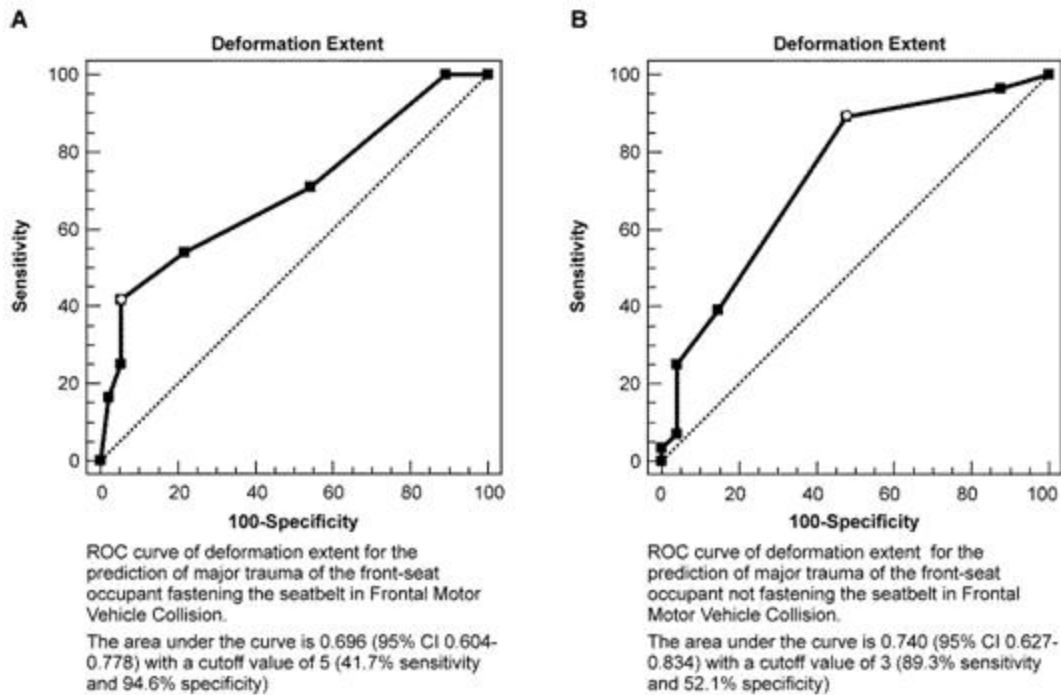 A
Deformation Extent
100
80
60
40
20
0
Sensitivity
0 20 40 60 80 100
100-Specificity
ROC curve of deformation extent for the
prediction of major trauma of the front-seat
occupant fastening the seatbelt in Frontal Motor
Vehicle Collision.
The area under the curve is 0.696 (95% CI 0.604-
0.778) with a cutoff value of 5 (41.7% sensitivity
and 94.6% specificity)
B
Deformation Extent
100
80
60
40
20
0
Sensitivity
0 20 40 60 80 100
100-Specificity
ROC curve of deformation extent for the
prediction of major trauma of the front-seat
occupant not fastening the seatbelt in Frontal
Motor Vehicle Collision.
The area under the curve is 0.740 (95% CI 0.627-
0.834) with a cutoff value of 3 (89.3% sensitivity
and 52.1% specificity)